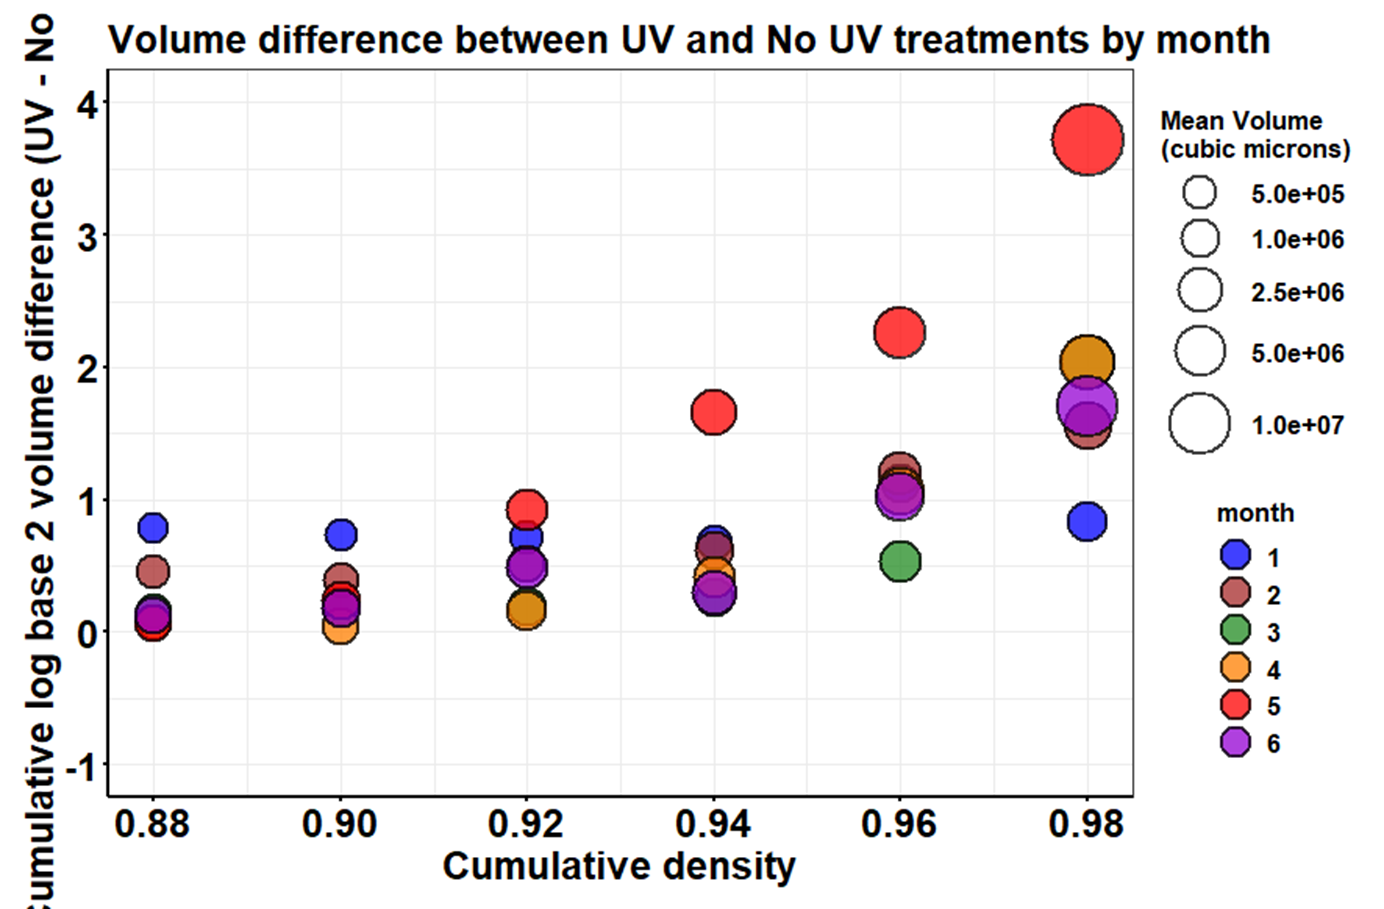 Volume difference between UV and No UV treatments by month
umulative log base 2 volume difference (UV - No
4
3
2
1
0
-1
0.88 0.90 0.92 0.94 0.96 0.98
Cumulative density
Mean Volume
(cubic microns)
5.0e+05
1.0e+06
2.5e+06
5.0e+06
1.0e+07
month
1
2
3
4
5
6